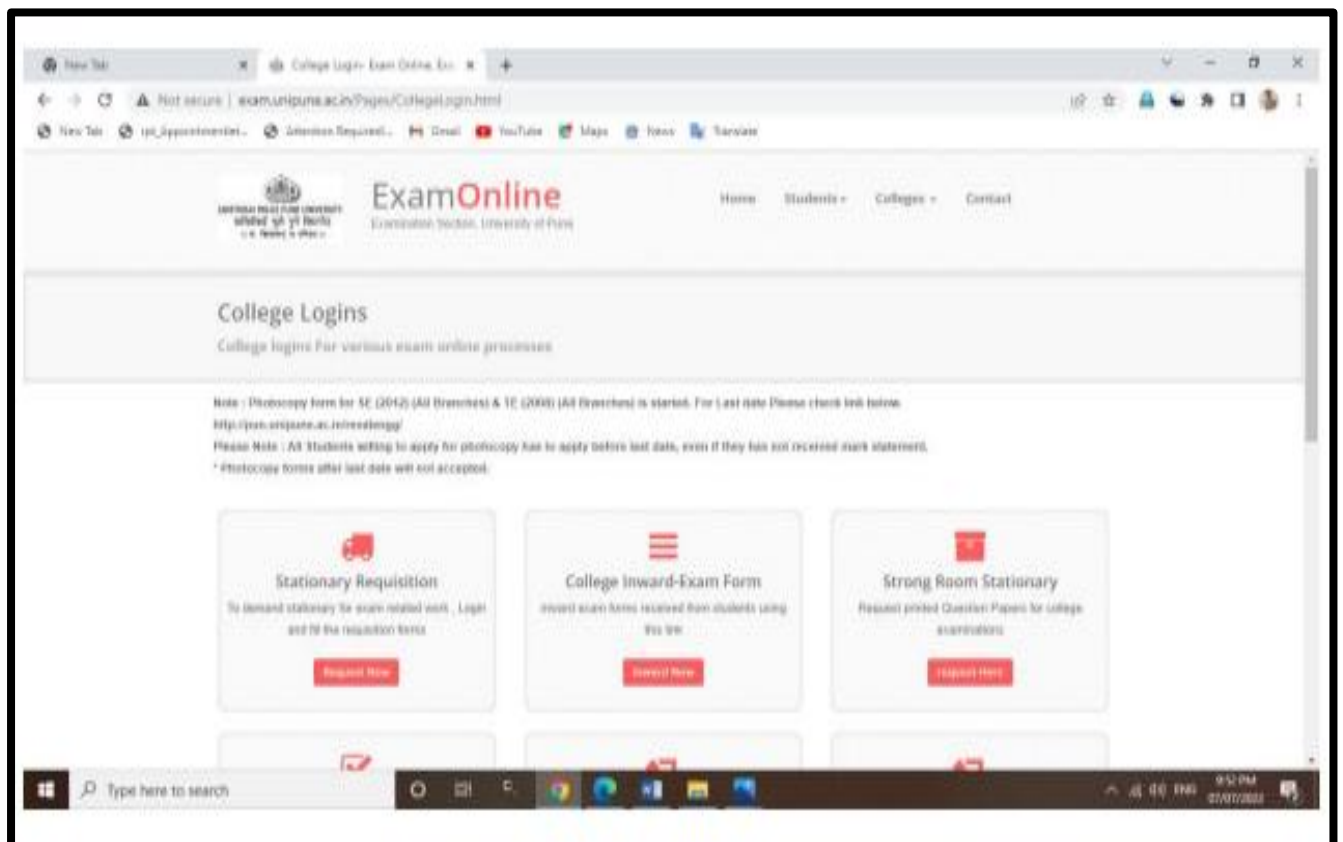 New Tab
College Login- Exam Online, Exa
Not secure | exam.unipune.ac.in/Pages/CollegeLogin.html
New Tab
Attention Required!...
Gmail
YouTube
Maps
News
Translate
ExamOnline
Examination Section, University of Pune
Home Students Colleges Contact
College Logins
College logins For various exam online processes
Note : Photocopy form for SE (2012) (All Branches) & TE (2008) (All Branches) is started. For Last date Please check link below.
Please Note : All Students willing to apply for photocopy has to apply before last date, even if they has not received mark statement.
* Photocopy forms after last date will not accepted.
Stationary Requisition
To demand stationary for exam related work , Login
and fill the requisition forms
Request Now
College Inward-Exam Form
Inward exam forms received from students using
this link
Inward Now
Strong Room Stationary
Request printed Question Papers for college
examinations
Request Here
Type here to search
ENG
9:52 PM